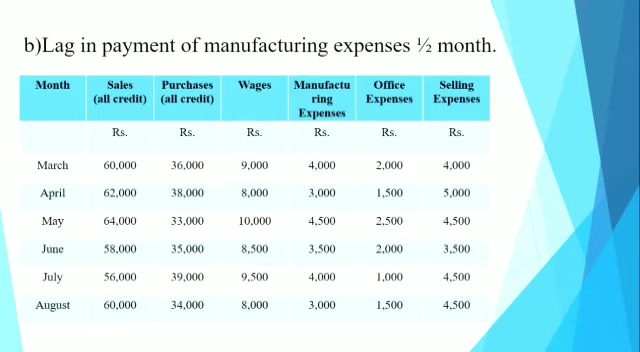 b)Lag in payment of manufacturing expenses ½ month.
Month Sales (all credit) Purchases (all credit) Wages Manufactu ring Expenses Office Expenses Selling Expenses
Rs. Rs. Rs. Rs. Rs. Rs.
March 60,000 36,000 9,000 4,000 2,000 4,000
April 62,000 38,000 8,000 3,000 1,500 5,000
May 64,000 33,000 10,000 4,500 2,500 4,500
June 58,000 35,000 8,500 3,500 2,000 3,500
July 56,000 39,000 9,500 4,000 1,000 4,500
August 60,000 34,000 8,000 3,000 1,500 4,500